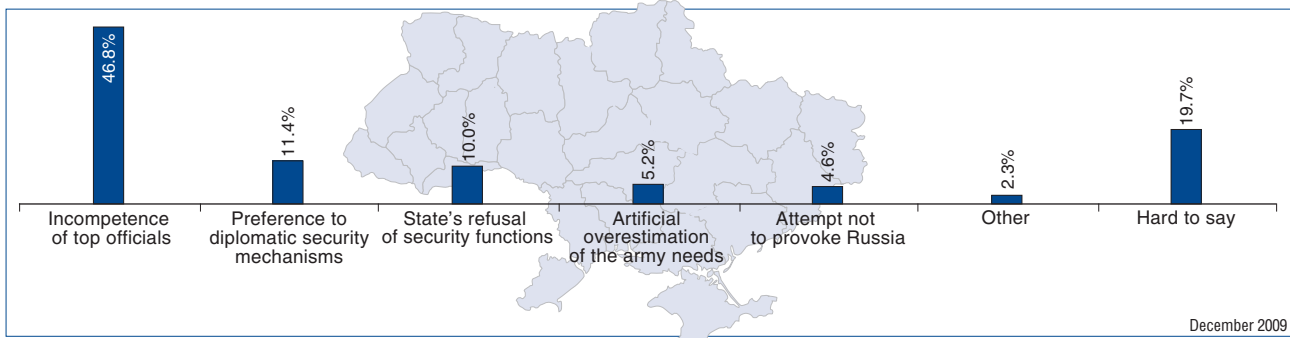 46.8%
11.4%
10.0%
5.2%
4.6%
2.3%
19.7%
Incompetence
of top officials
Preference to
diplomatic security
mechanisms
State's refusal
of security functions
Artificial
overestimation
of the army needs
Attempt not
to provoke Russia
Other
Hard to say
December 2009